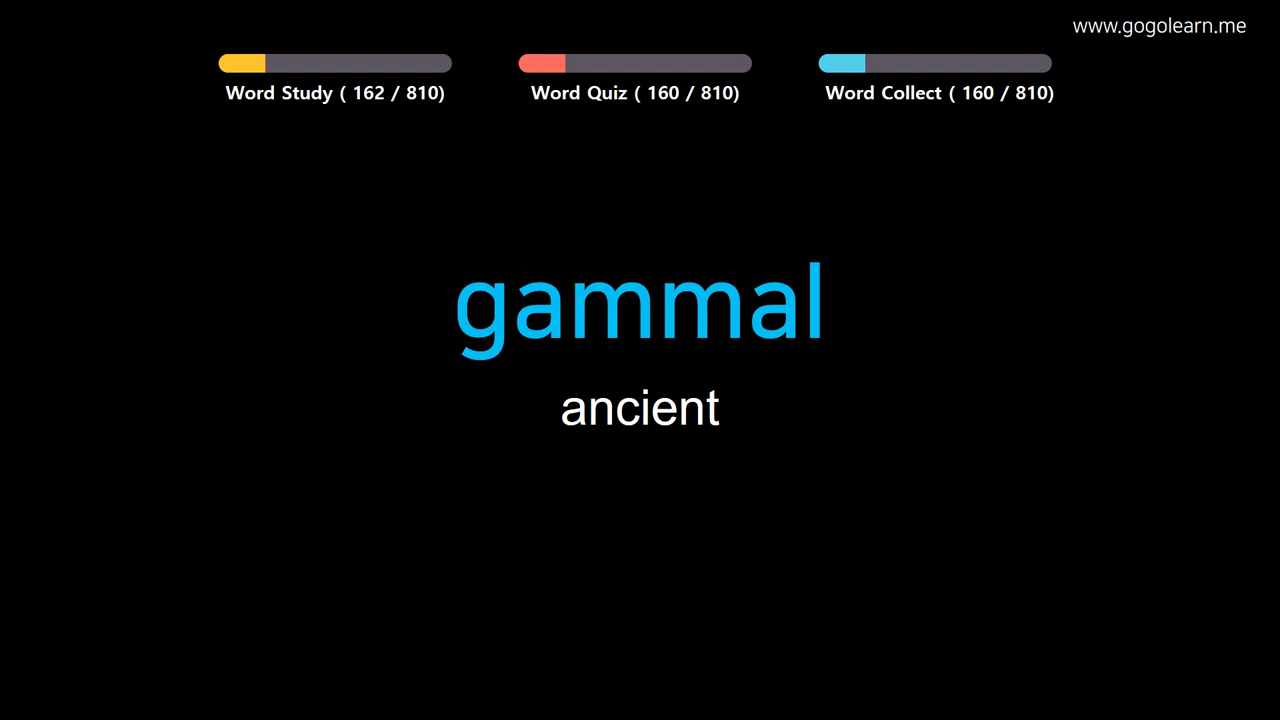 www.gogolearn.me
Word Study ( 162 / 810)
Word Quiz ( 160 / 810)
Word Collect ( 160 / 810)
gammal
ancient